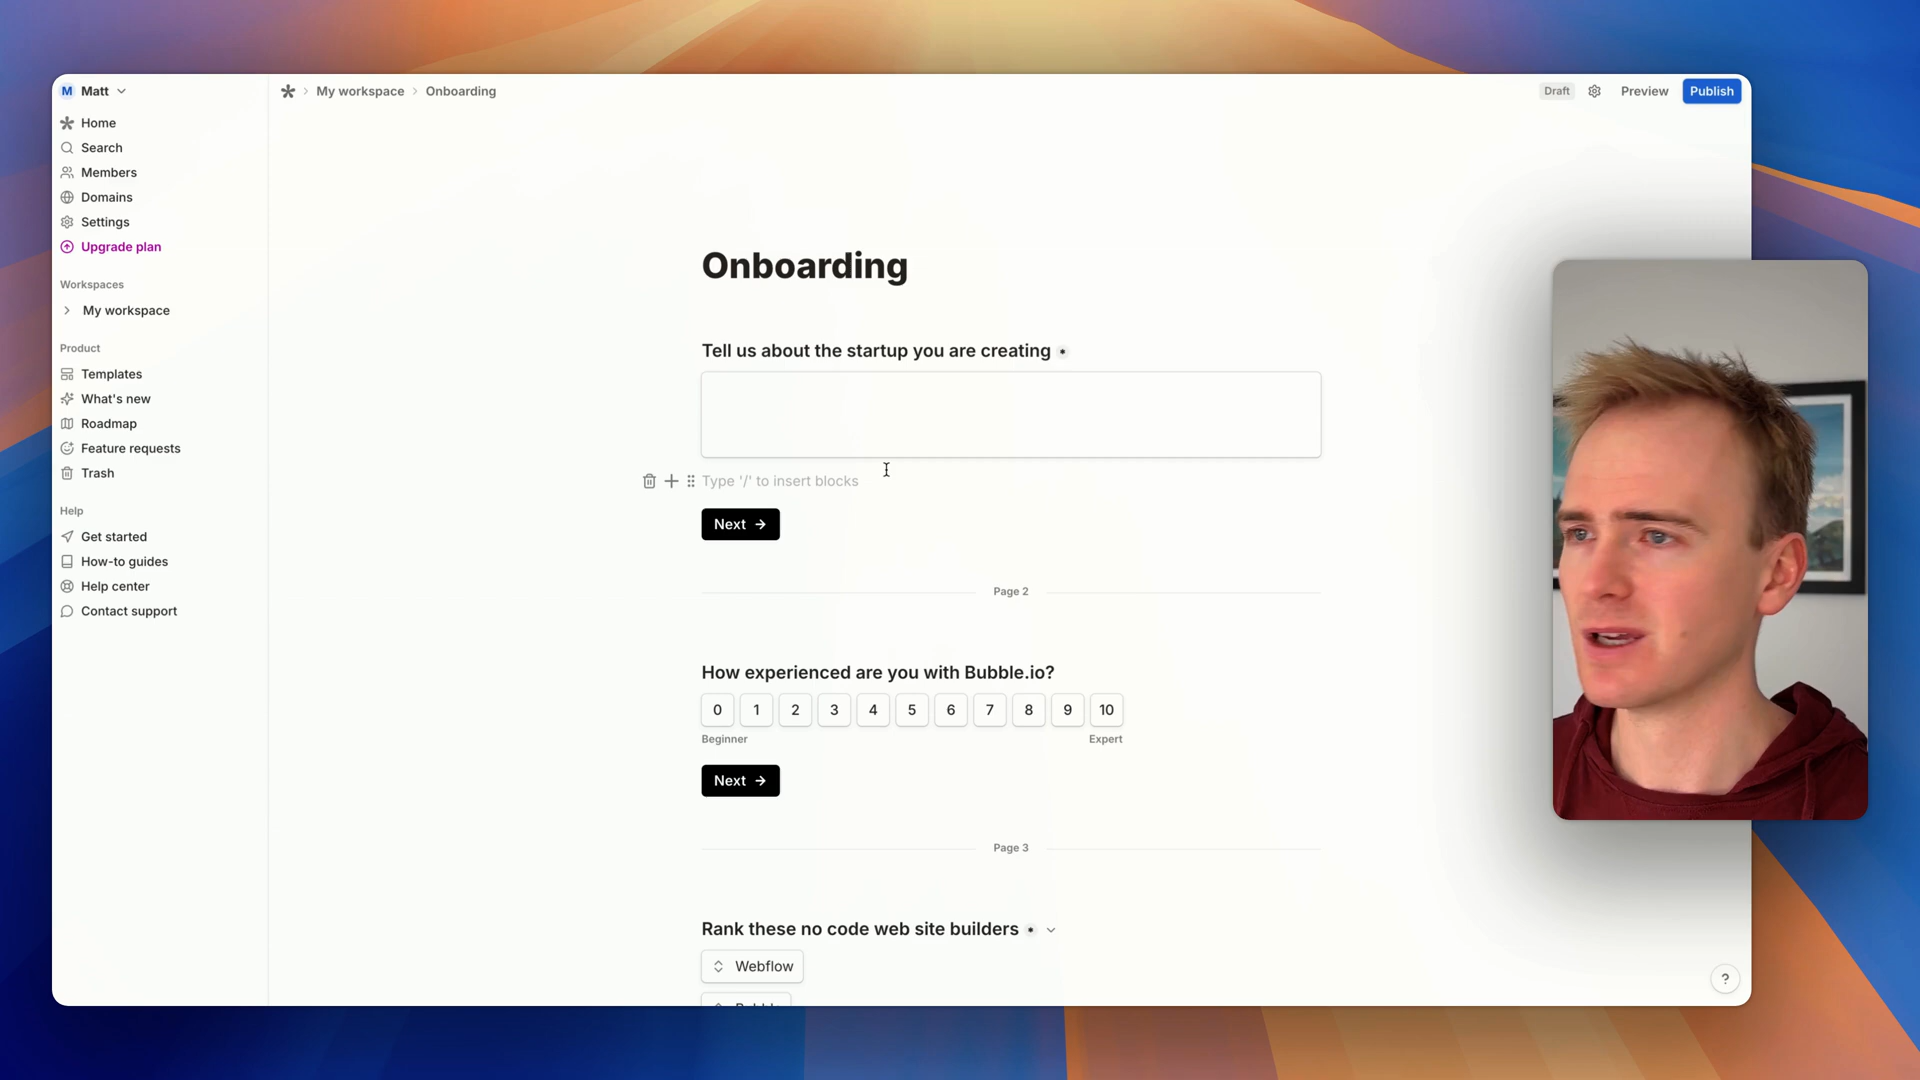 M Matt
My workspace
Onboarding
Draft
Preview
Publish
Home
Search
Members
Domains
Settings
Upgrade plan
Workspaces
My workspace
Product
Templates
What's new
Roadmap
Feature requests
Trash
Help
Get started
How-to guides
Help center
Contact support
Onboarding
Tell us about the startup you are creating *
Type '/' to insert blocks
Next →
Page 2
How experienced are you with Bubble.io?
0 1 2 3 4 5 6 7 8 9 10
Beginner
Expert
Next →
Page 3
Rank these no code web site builders *
Webflow
?